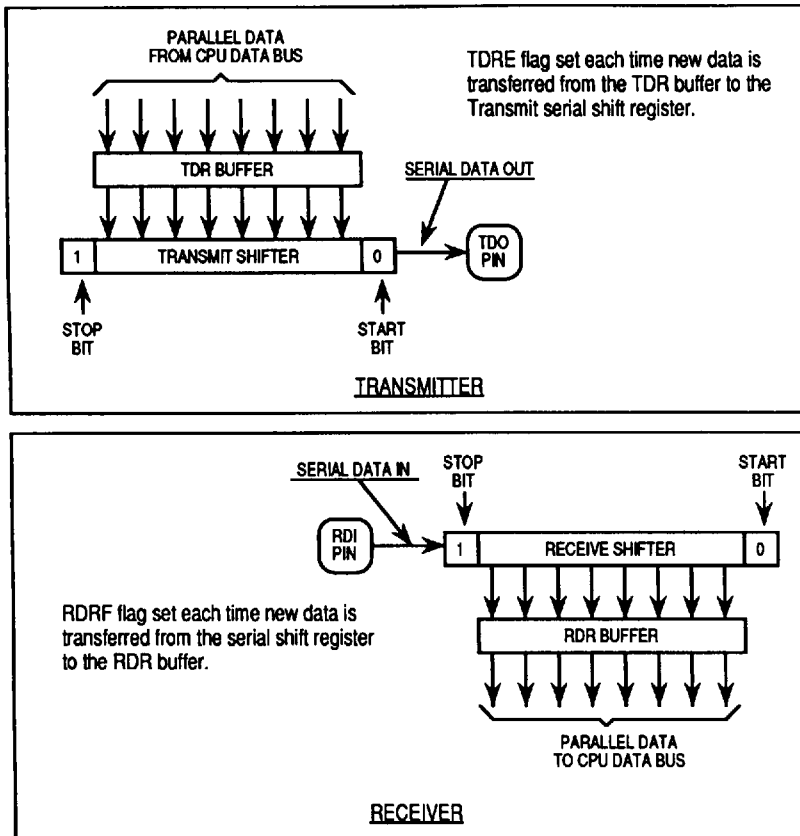 PARALLEL DATA
FROM CPU DATA BUS
TDRE flag set each time new data is
transferred from the TDR buffer to the
Transmit serial shift register.
TDR BUFFER
SERIAL DATA OUT
1
TRANSMIT SHIFTER
0
TDO
PIN
STOP
BIT
START
BIT
TRANSMITTER
SERIAL DATA IN
STOP
BIT
START
BIT
RDI
PIN
1
RECEIVE SHIFTER
0
RDRF flag set each time new data is
transferred from the serial shift register
to the RDR buffer.
RDR BUFFER
PARALLEL DATA
TO CPU DATA BUS
RECEIVER